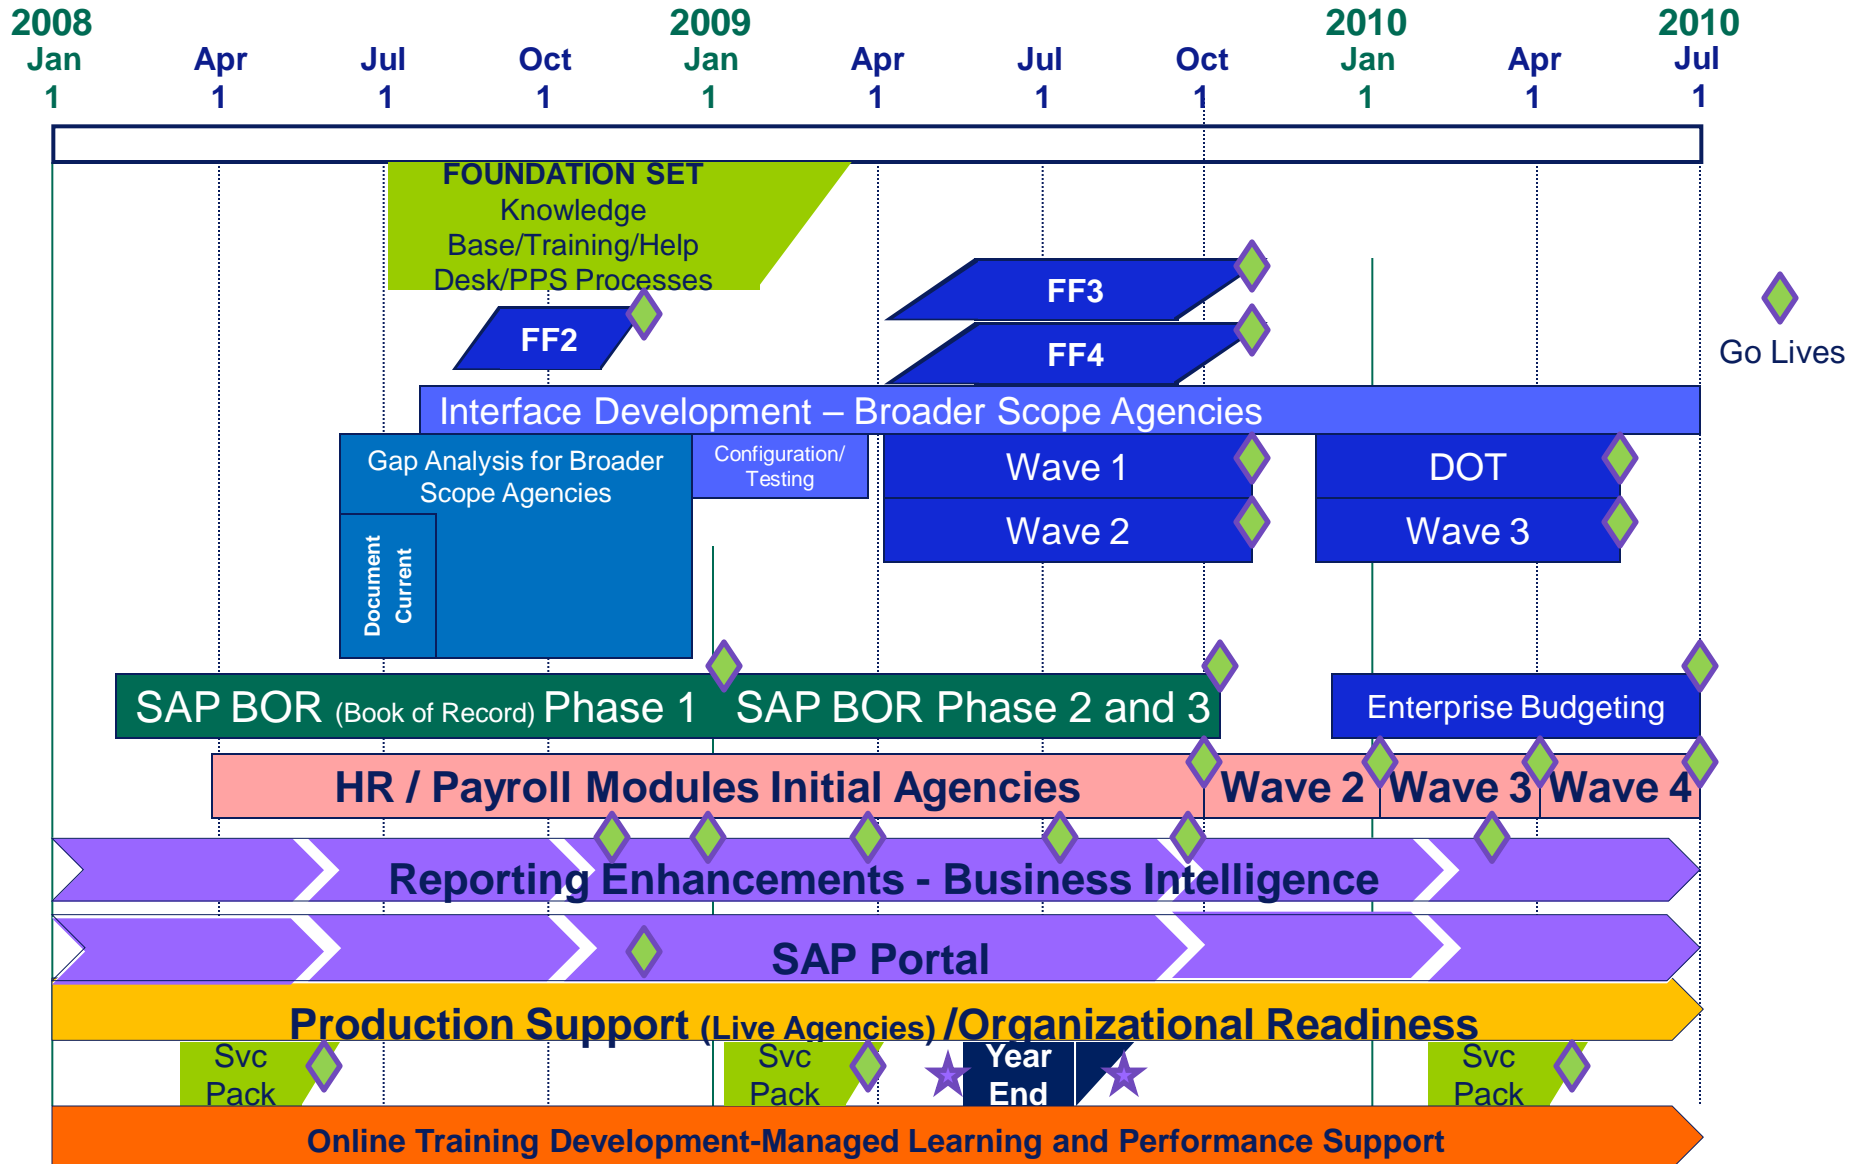 2008 2009 2010 2010
Jan Apr Jul Oct Jan Apr Jul Oct Jan Apr Jul
1 1 1 1 1 1 1 1 1 1 1
FOUNDATION SET
Knowledge
Base/Training/Help
Desk/PPS Processes
FF3
FF2
FF4
Go Lives
Interface Development – Broader Scope Agencies
Gap Analysis for Broader
Scope Agencies
Configuration/
Testing
Wave 1
DOT
Wave 2
Wave 3
Document
Current
SAP BOR (Book of Record) Phase 1
SAP BOR Phase 2 and 3
Enterprise Budgeting
HR / Payroll Modules Initial Agencies
Wave 2
Wave 3
Wave 4
Reporting Enhancements - Business Intelligence
SAP Portal
Production Support (Live Agencies) /Organizational Readiness
Svc
Pack
Svc
Pack
Year
End
Svc
Pack
Online Training Development-Managed Learning and Performance Support